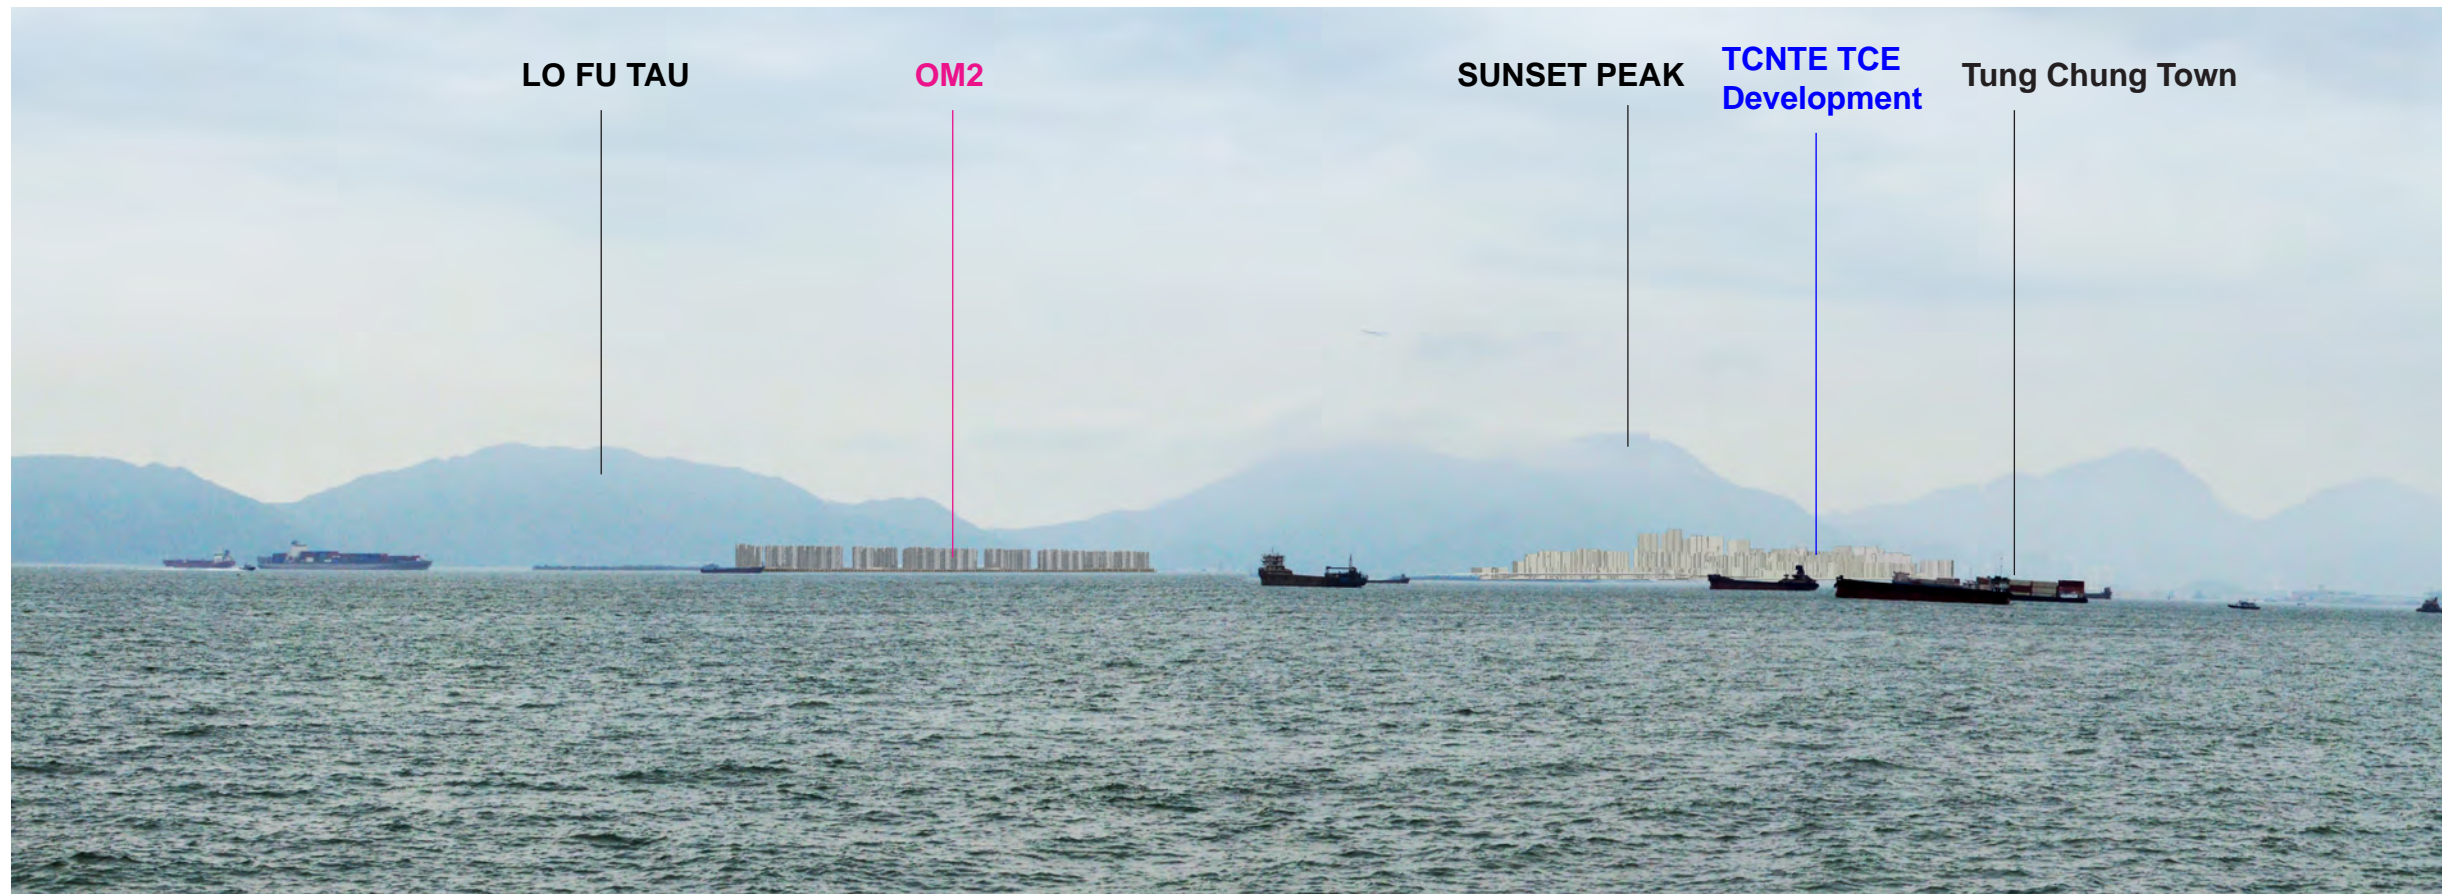 LO FU TAU
OM2
SUNSET PEAK
TCNTE TCE
Development
Tung Chung Town